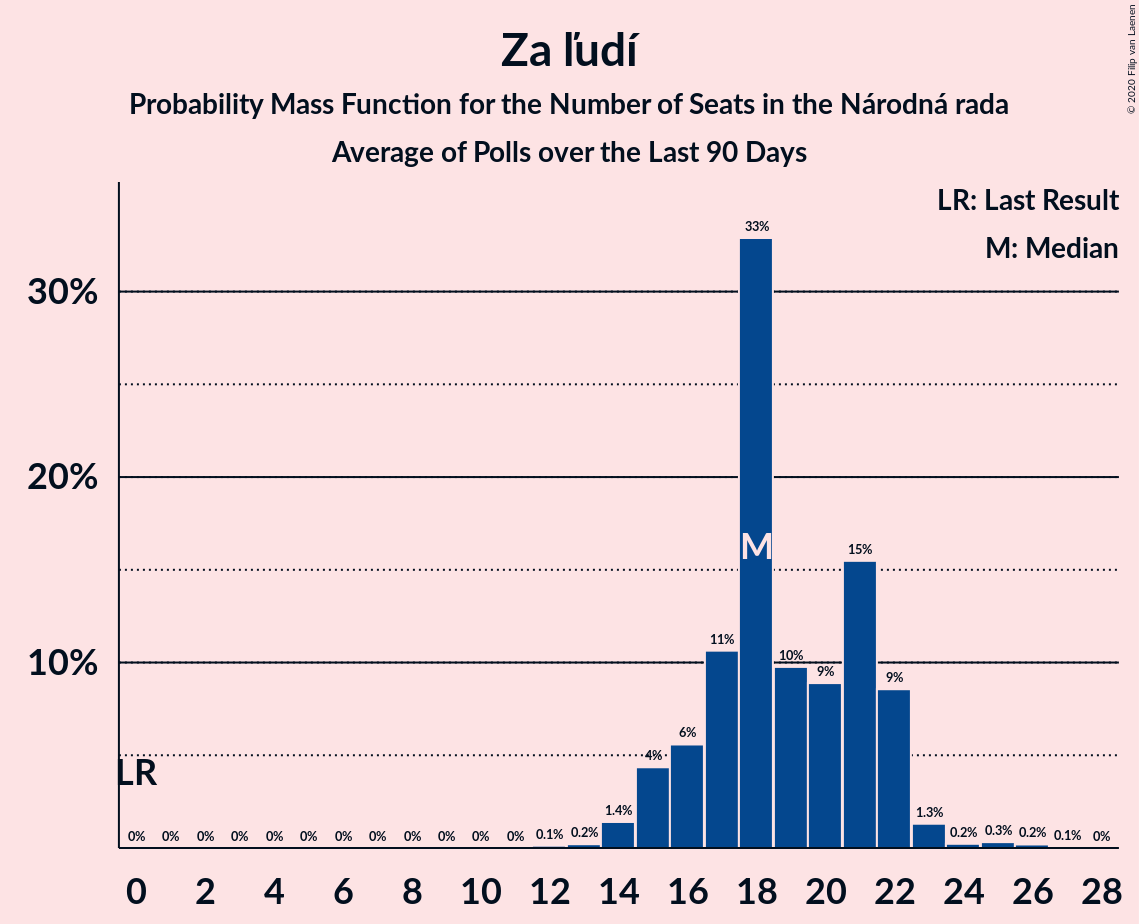 Za ľudí
Probability Mass Function for the Number of Seats in the Národná rada
Average of Polls over the Last 90 Days
© 2020 Filip van Laenen
LR: Last Result
M: Median
30%
20%
10%
LR
M
0% 0% 0% 0% 0% 0% 0% 0% 0% 0% 0% 0% 0.1% 0.2% 1.4% 4% 6% 11% 33% 10% 9% 15% 9% 1.3% 0.2% 0.3% 0.2% 0.1% 0%
0 2 4 6 8 10 12 14 16 18 20 22 24 26 28